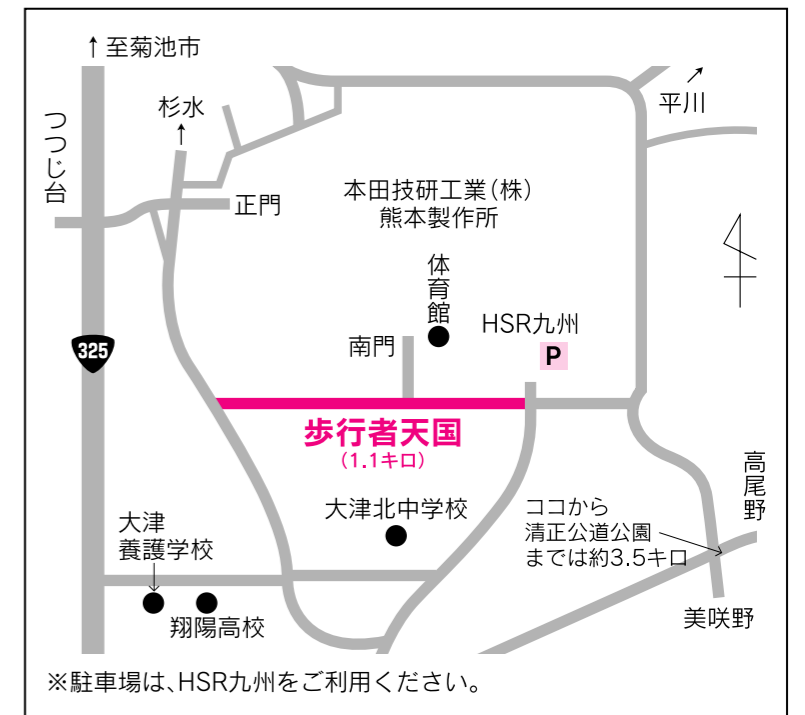 ↑至菊池市
つつじ台
杉水
↑
↗
平川
正門
本田技研工業(株)
熊本製作所
体育館
HSR九州
P
南門
325
歩行者天国
(1.1キロ)
大津北中学校
ココから
清正公道公園
までは約3.5キロ
高尾野
大津
養護学校
翔陽高校
美咲野
※駐車場は、HSR九州をご利用ください。